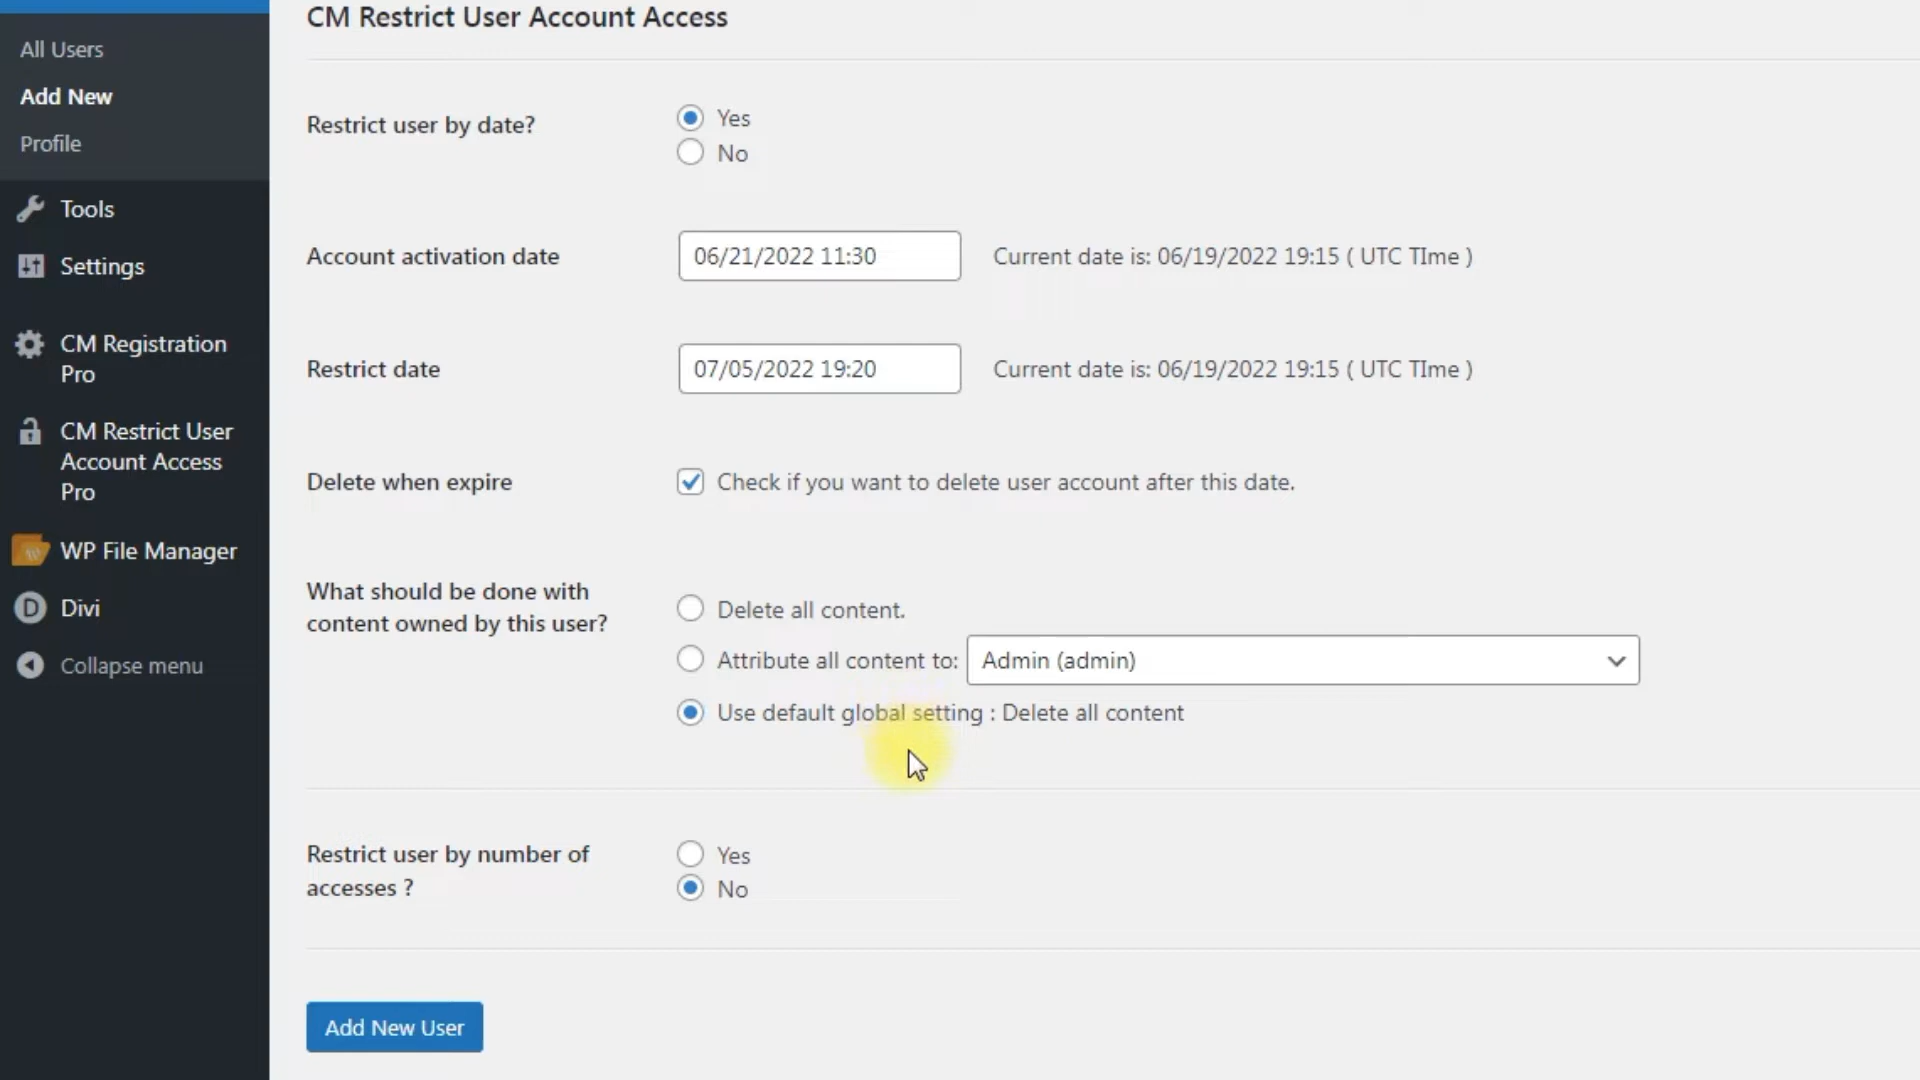 CM Restrict User Account Access
All Users
Add New
Profile
Tools
Settings
CM Registration
Pro
CM Restrict User
Account Access
Pro
WP File Manager
Divi
Collapse menu
Restrict user by date?
Yes
No
Account activation date
06/21/2022 11:30
Current date is: 06/19/2022 19:15 ( UTC TIme )
Restrict date
07/05/2022 19:20
Current date is: 06/19/2022 19:15 ( UTC TIme )
Delete when expire
Check if you want to delete user account after this date.
What should be done with
content owned by this user?
Delete all content.
Attribute all content to:
Admin (admin)
Use default global setting : Delete all content
Restrict user by number of
accesses ?
Yes
No
Add New User